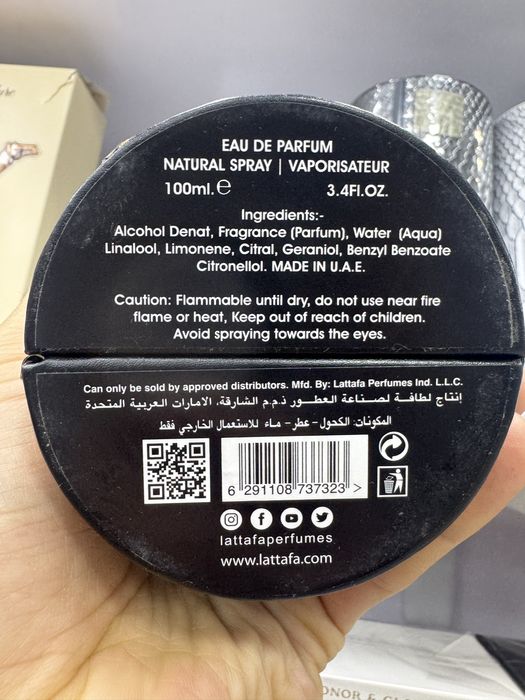 EAU DE PARFUM
NATURAL SPRAY | VAPORISATEUR
100ml.℮ 3.4Fl.OZ.
Ingredients:-
Alcohol Denat, Fragrance (Parfum), Water (Aqua)
Linalool, Limonene, Citral, Geraniol, Benzyl Benzoate
Citronellol. MADE IN U.A.E.
Caution: Flammable until dry, do not use near fire
flame or heat, Keep out of reach of children.
Avoid spraying towards the eyes.
Can only be sold by approved distributors. Mfd. By: Lattafa Perfumes Ind. L.L.C.
إنتاج لطافة لصناعة العطور ذ.م.م الشارقة، الامارات العربية المتحدة
المكونات: الكحول - عطر - ماء للاستعمال الخارجي فقط
6 291108 737323 >
lattafaperfumes
www.lattafa.com